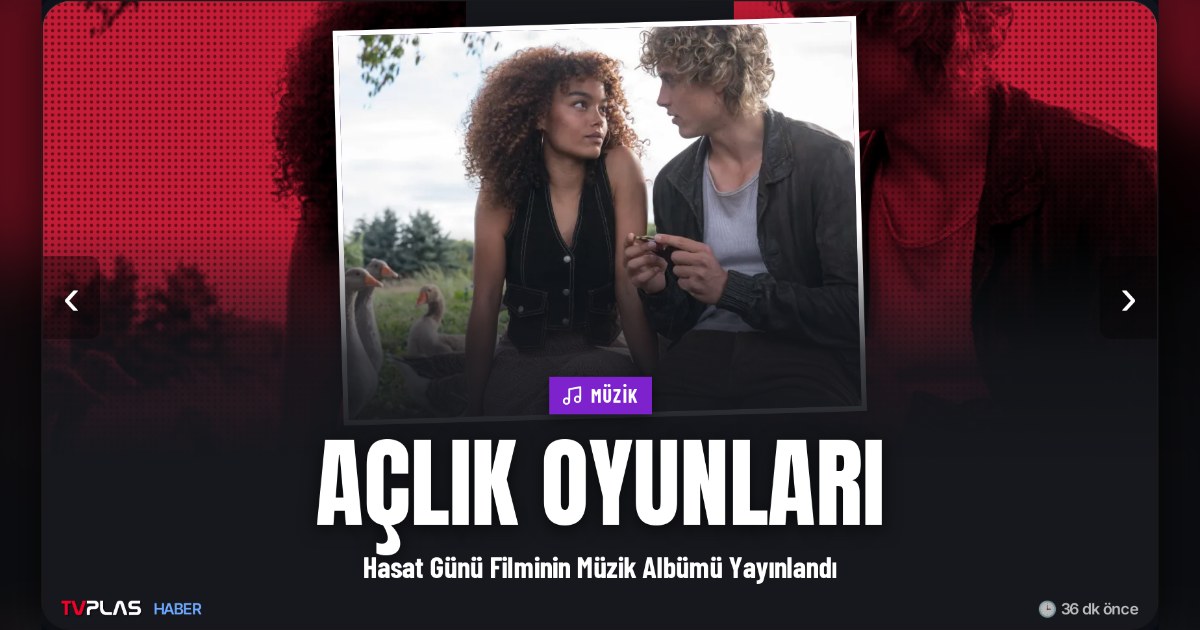 MÜZİK
AÇLIK OYUNLARI
Hasat Günü Filminin Müzik Albümü Yayınlandı
TVPLAS HABER
36 dk önce